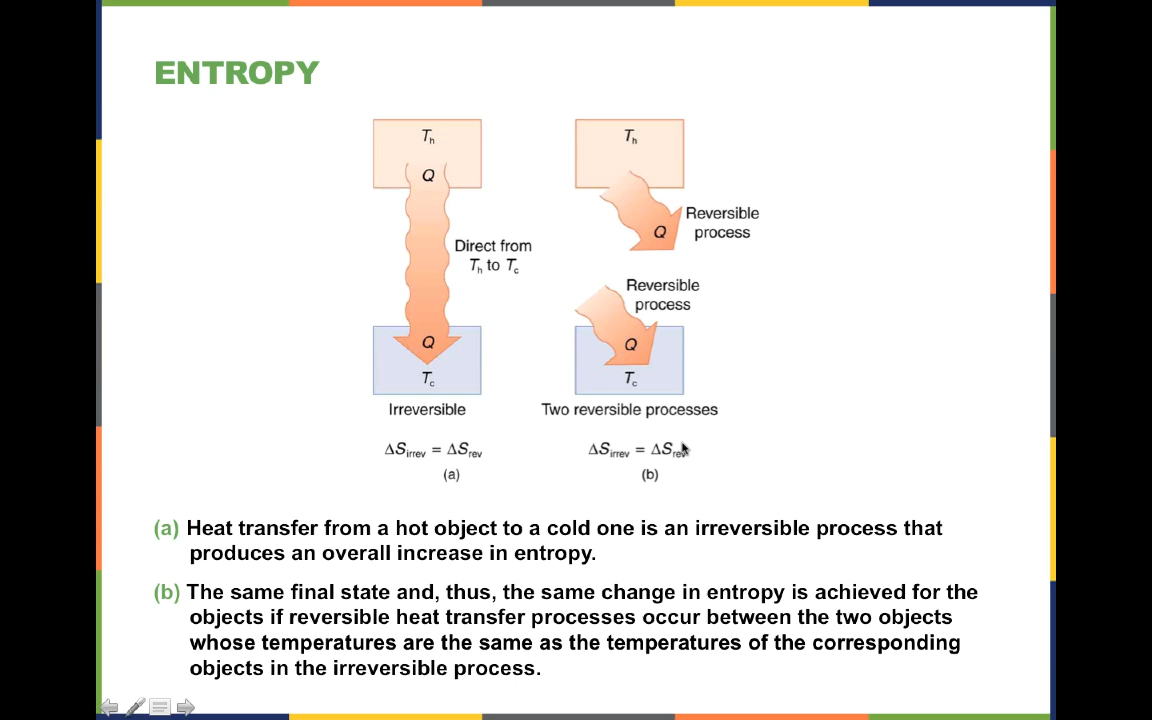 ENTROPY
T_h
Q
Direct from
T_h to T_c
Q
T_c
Irreversible
ΔS_irrev = ΔS_rev
(a)
T_h
Q
Reversible
process
Reversible
process
Q
T_c
Two reversible processes
ΔS_irrev = ΔS_rev
(b)
(a) Heat transfer from a hot object to a cold one is an irreversible process that
produces an overall increase in entropy.
(b) The same final state and, thus, the same change in entropy is achieved for the
objects if reversible heat transfer processes occur between the two objects
whose temperatures are the same as the temperatures of the corresponding
objects in the irreversible process.